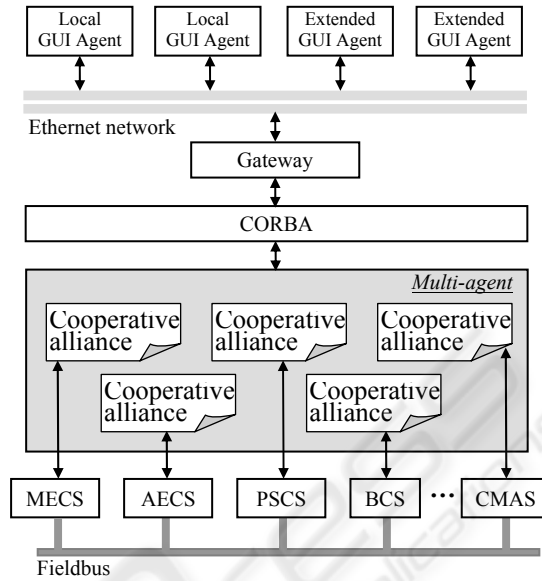 Local
GUI Agent
Local
GUI Agent
Extended
GUI Agent
Extended
GUI Agent
Ethernet network
Gateway
CORBA
Multi-agent
Cooperative
alliance
Cooperative
alliance
Cooperative
alliance
Cooperative
alliance
Cooperative
alliance
MECS
AECS
PSCS
BCS
•••
CMAS
Fieldbus